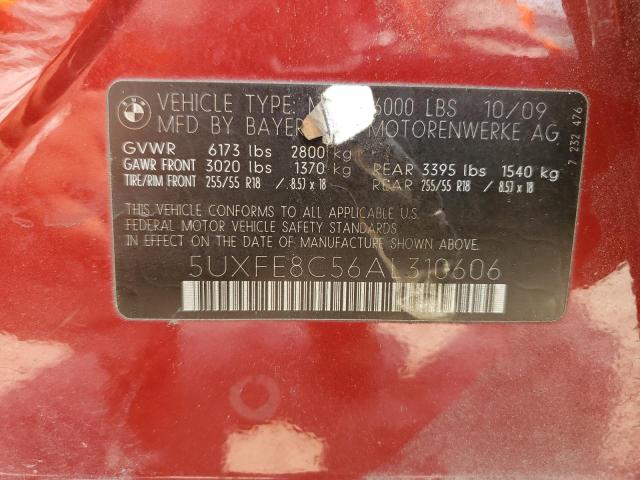 BMW
VEHICLE TYPE: M 6000 LBS 10/09
MFD BY BAYER MOTORENWERKE AG
GVWR 6173 lbs 2800 kg
GAWR FRONT 3020 lbs 1370 kg REAR 3395 lbs 1540 kg
TIRE/RIM FRONT 255/55 R18 / 8.5J x 18 REAR 255/55 R18 / 8.5J x 18
THIS VEHICLE CONFORMS TO ALL APPLICABLE U.S.
FEDERAL MOTOR VEHICLE SAFETY STANDARDS
IN EFFECT ON THE DATE OF MANUFACTURE SHOWN ABOVE.
5UXFE8C56AL310606
7 232 476